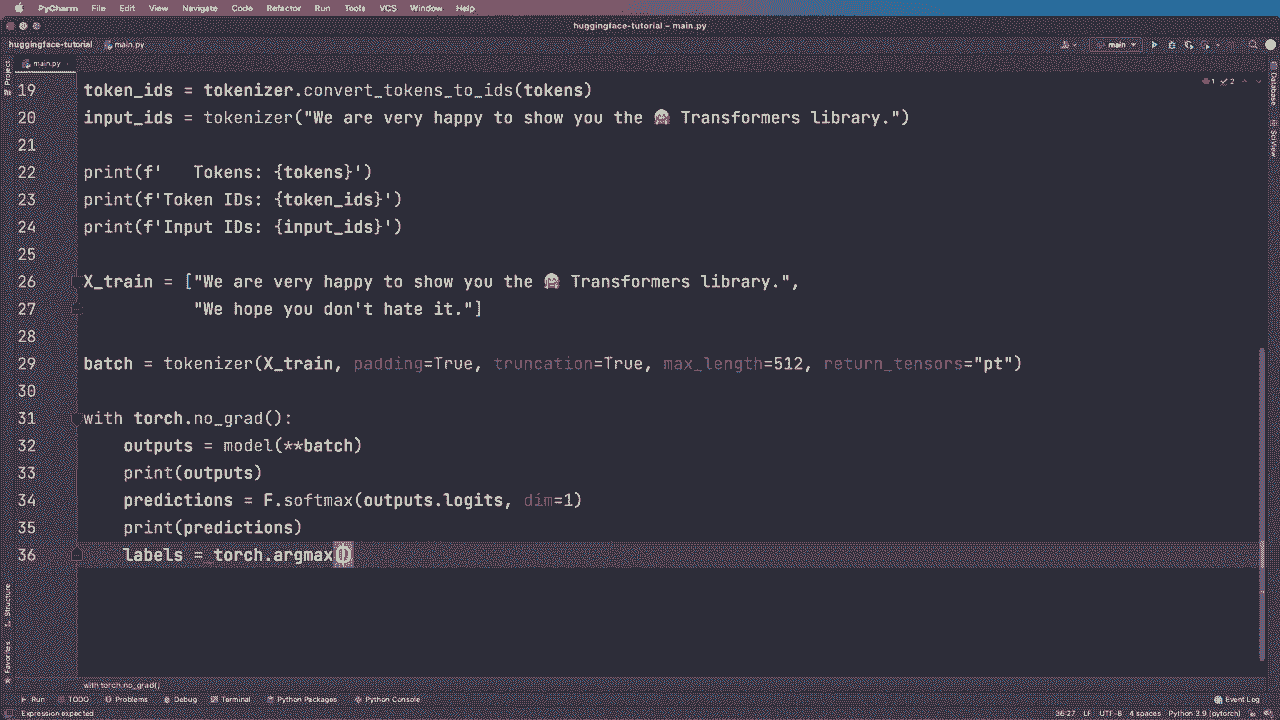 PyCharm File Edit View Navigate Code Refactor Run Tools VCS Window Help
huggingface-tutorial – main.py
huggingface-tutorial main.py
main
main.py
Project
1 2
Database
SciView
19 token_ids = tokenizer.convert_tokens_to_ids(tokens)
20 input_ids = tokenizer("We are very happy to show you the 🤗 Transformers library.")
21
22 print(f'   Tokens: {tokens}')
23 print(f'Token IDs: {token_ids}')
24 print(f'Input IDs: {input_ids}')
25
26 X_train = ["We are very happy to show you the 🤗 Transformers library.",
27            "We hope you don't hate it."]
28
29 batch = tokenizer(X_train, padding=True, truncation=True, max_length=512, return_tensors="pt")
30
31 with torch.no_grad():
32     outputs = model(**batch)
33     print(outputs)
34     predictions = F.softmax(outputs.logits, dim=1)
35     print(predictions)
36     labels = torch.argmax()
Structure
Favorites
with torch.no_grad()
Run TODO Problems Debug Terminal Python Packages Python Console Event Log
Expression expected 36:27 LF UTF-8 4 spaces Python 3.9 (pytorch)